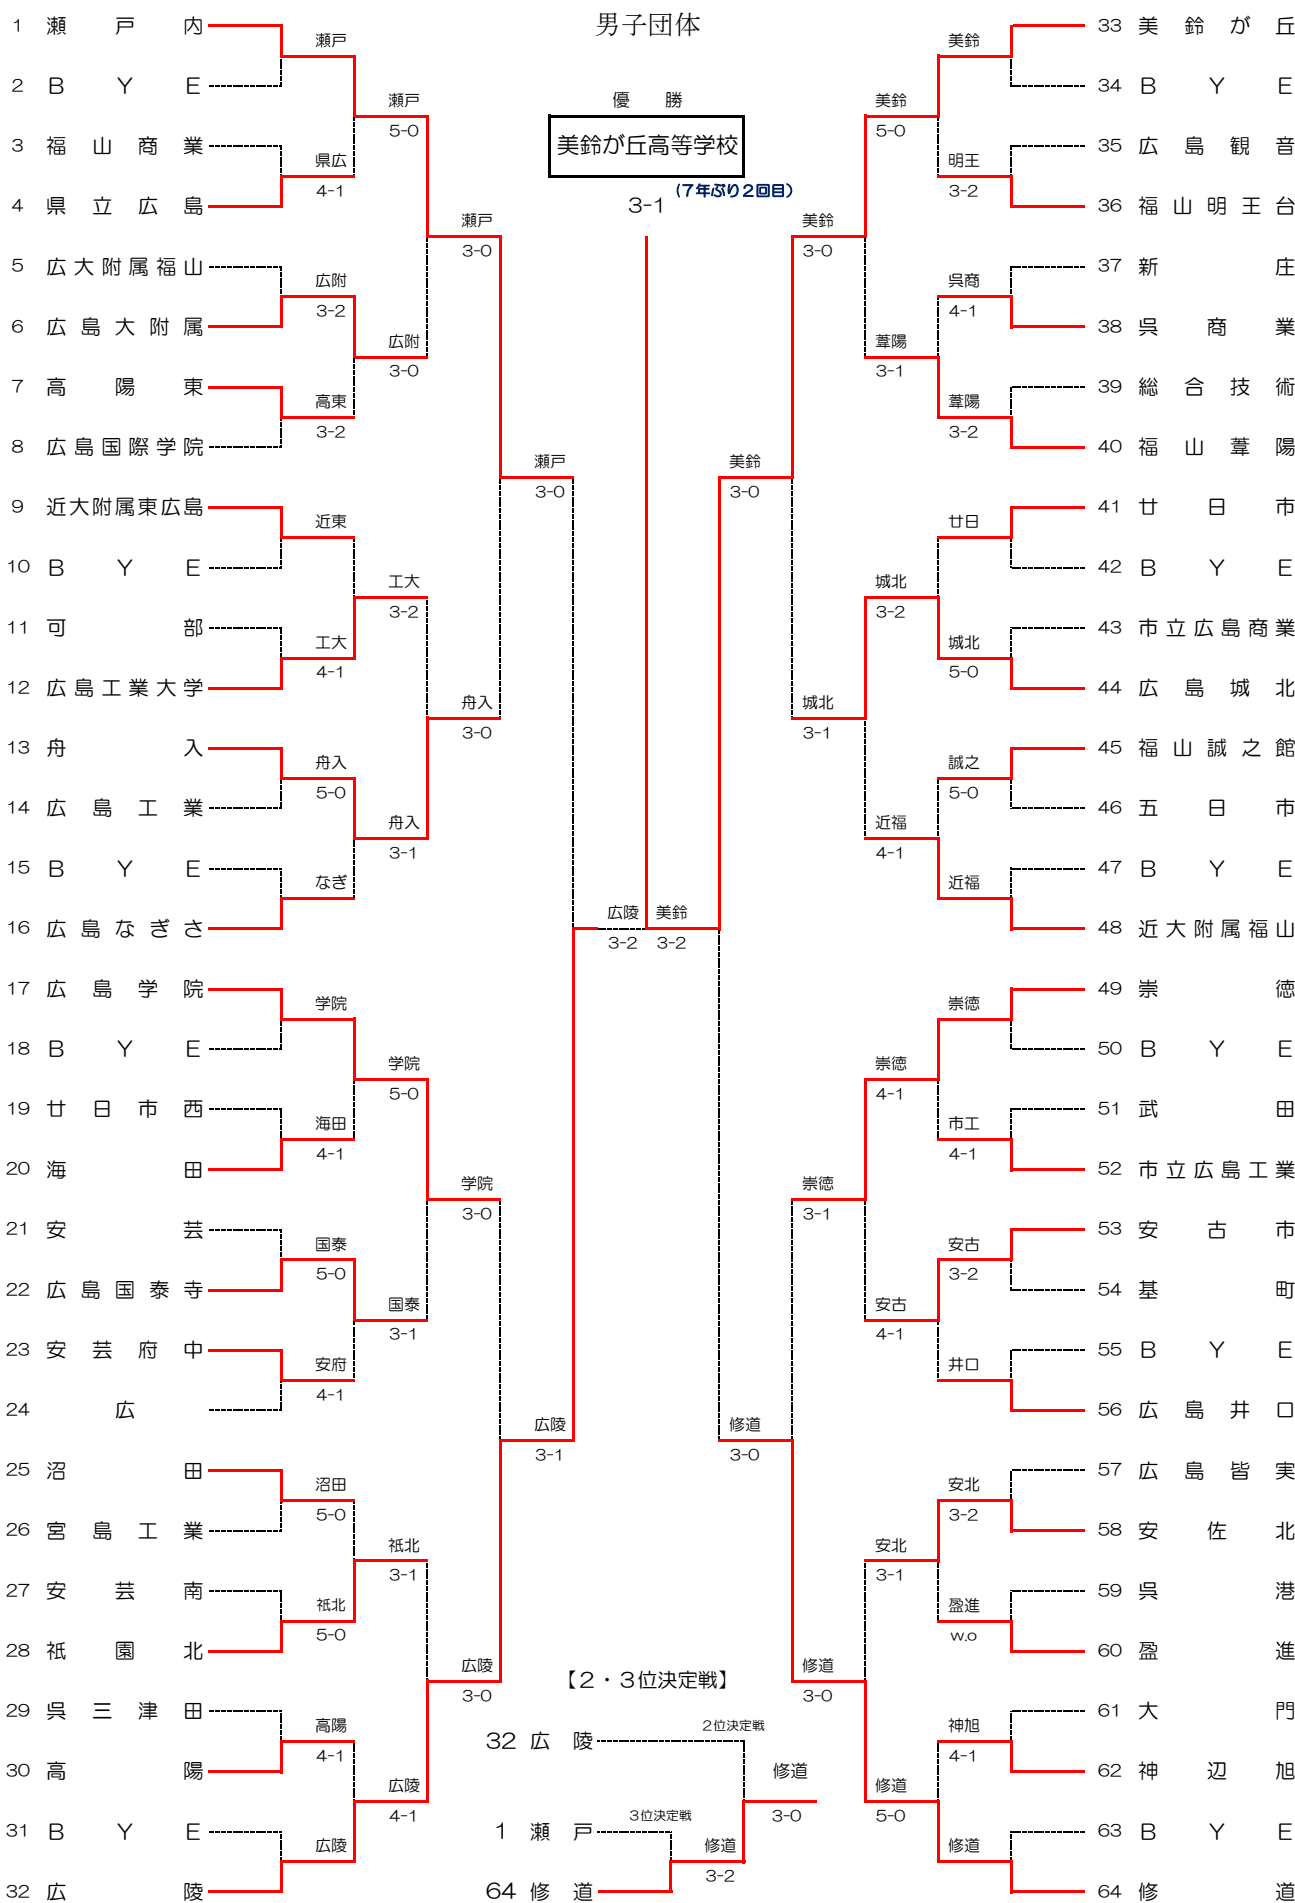 男子団体
優　勝
美鈴が丘高等学校
(7年ぶり2回目)
3-1
1 瀬戸内
2 BYE
3 福山商業
4 県立広島
5 広大附属福山
6 広島大附属
7 高陽東
8 広島国際学院
9 近大附属東広島
10 BYE
11 可部
12 広島工業大学
13 舟入
14 広島工業
15 BYE
16 広島なぎさ
17 広島学院
18 BYE
19 廿日市西
20 海田
21 安芸
22 広島国泰寺
23 安芸府中
24 広
25 沼田
26 宮島工業
27 安芸南
28 祇園北
29 呉三津田
30 高陽
31 BYE
32 広陵
瀬戸
県広
4-1
広附
3-2
高東
3-2
近東
工大
4-1
舟入
5-0
なぎ
学院
海田
4-1
国泰
5-0
安府
4-1
沼田
5-0
祇北
5-0
高陽
4-1
広陵
瀬戸
5-0
広附
3-0
工大
3-2
舟入
3-1
学院
5-0
国泰
3-1
祇北
3-1
広陵
4-1
瀬戸
3-0
舟入
3-0
学院
3-0
広陵
3-0
瀬戸
3-0
広陵
3-1
広陵
3-2
美鈴
3-2
美鈴
3-0
修道
3-0
美鈴
3-0
城北
3-1
崇徳
3-1
修道
3-0
美鈴
5-0
葦陽
3-1
城北
3-2
近福
4-1
崇徳
4-1
安古
4-1
安北
3-1
修道
5-0
美鈴
明王
3-2
呉商
4-1
葦陽
3-2
廿日
城北
5-0
誠之
5-0
近福
崇徳
市工
4-1
安古
3-2
井口
安北
3-2
盈進
w.o
神旭
4-1
修道
33 美鈴が丘
34 BYE
35 広島観音
36 福山明王台
37 新庄
38 呉商業
39 総合技術
40 福山葦陽
41 廿日市
42 BYE
43 市立広島商業
44 広島城北
45 福山誠之館
46 五日市
47 BYE
48 近大附属福山
49 崇徳
50 BYE
51 武田
52 市立広島工業
53 安古市
54 基町
55 BYE
56 広島井口
57 広島皆実
58 安佐北
59 呉港
60 盈進
61 大門
62 神辺旭
63 BYE
64 修道
【2・3位決定戦】
32 広陵
2位決定戦
修道
3-0
1 瀬戸
3位決定戦
修道
3-2
64 修道